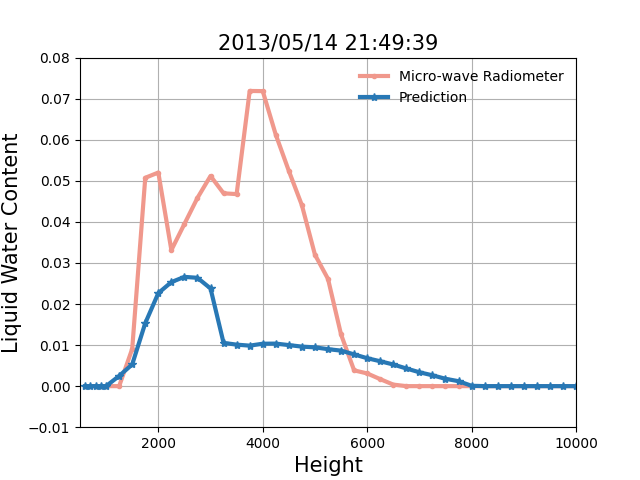 2013/05/14 21:49:39
Micro-wave Radiometer
Prediction
Liquid Water Content
0.08
0.07
0.06
0.05
0.04
0.03
0.02
0.01
0.00
−0.01
2000 4000 6000 8000 10000
Height